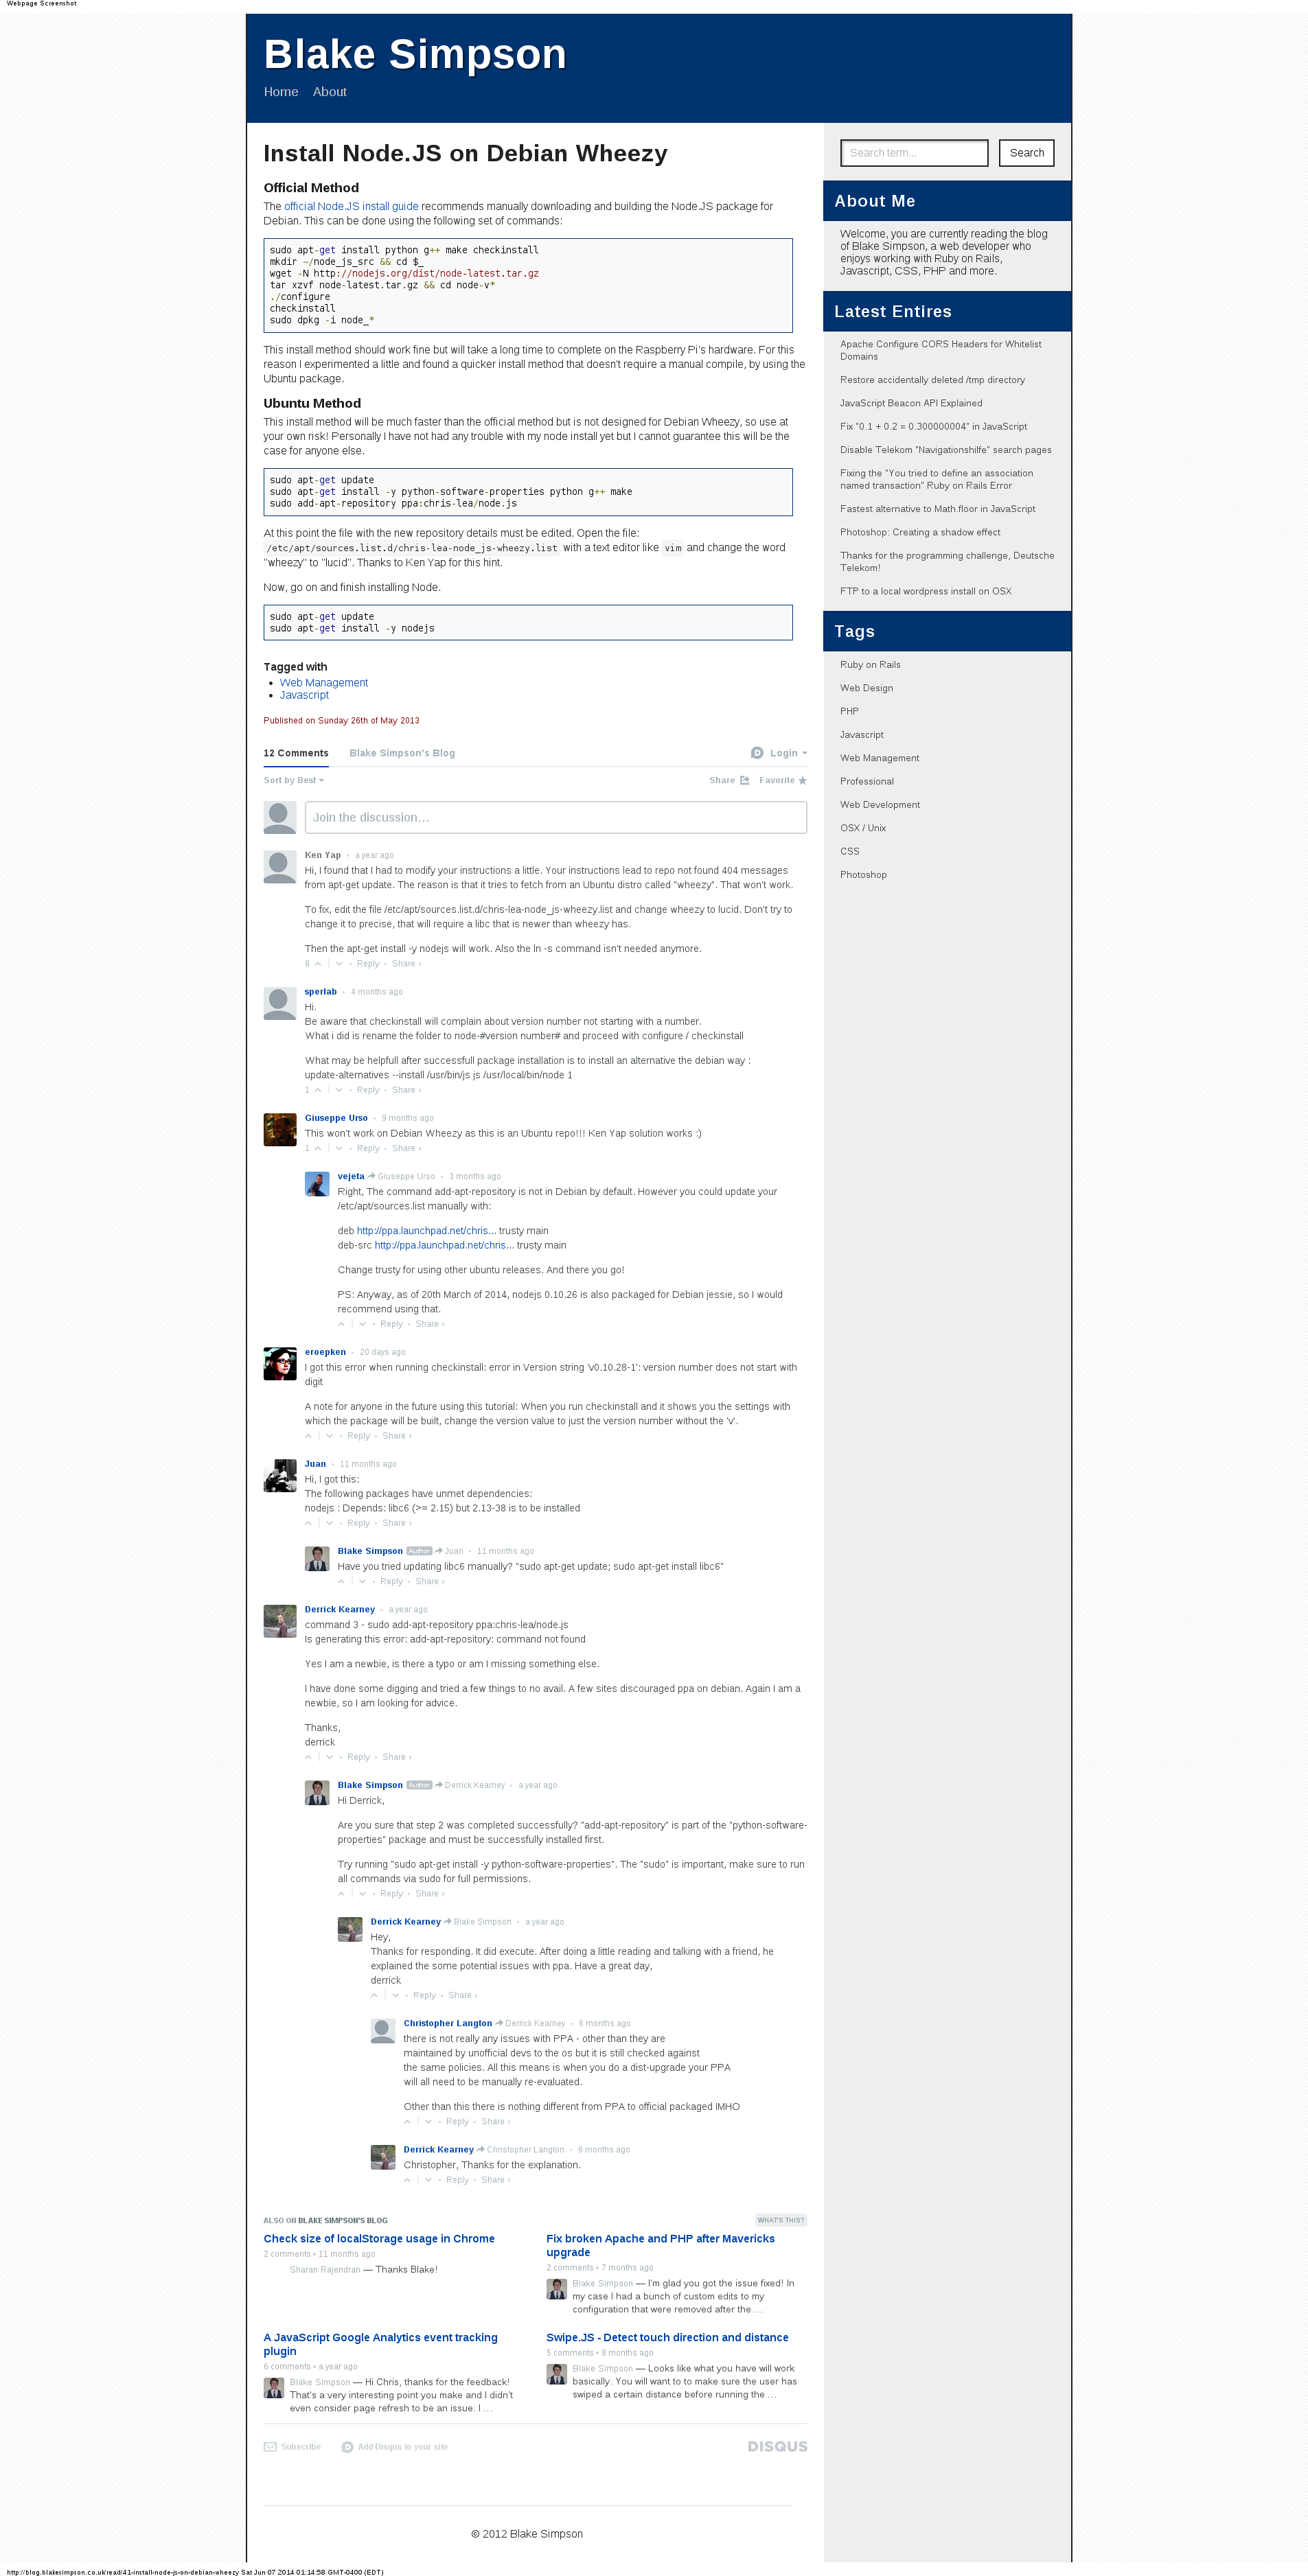 Webpage Screenshot
Blake Simpson
Home About
Install Node.JS on Debian Wheezy
Official Method
The official Node.JS install guide recommends manually downloading and building the Node.JS package for
Debian. This can be done using the following set of commands:
sudo apt-get install python g++ make checkinstall
mkdir ~/node_js_src && cd $_
wget -N http://nodejs.org/dist/node-latest.tar.gz
tar xzvf node-latest.tar.gz && cd node-v*
./configure
checkinstall
sudo dpkg -i node_*
This install method should work fine but will take a long time to complete on the Raspberry Pi's hardware. For this
reason I experimented a little and found a quicker install method that doesn't require a manual compile, by using the
Ubuntu package.
Ubuntu Method
This install method will be much faster than the official method but is not designed for Debian Wheezy, so use at
your own risk! Personally I have not had any trouble with my node install yet but I cannot guarantee this will be the
case for anyone else.
sudo apt-get update
sudo apt-get install -y python-software-properties python g++ make
sudo add-apt-repository ppa:chris-lea/node.js
At this point the file with the new repository details must be edited. Open the file:
/etc/apt/sources.list.d/chris-lea-node_js-wheezy.list with a text editor like vim and change the word
"wheezy" to "lucid". Thanks to Ken Yap for this hint.
Now, go on and finish installing Node.
sudo apt-get update
sudo apt-get install -y nodejs
Tagged with
Web Management
Javascript
Published on Sunday 26th of May 2013
12 Comments Blake Simpson's Blog Login
Sort by Best Share Favorite
Join the discussion…
Ken Yap • a year ago
Hi, I found that I had to modify your instructions a little. Your instructions lead to repo not found 404 messages
from apt-get update. The reason is that it tries to fetch from an Ubuntu distro called "wheezy". That won't work.
To fix, edit the file /etc/apt/sources.list.d/chris-lea-node_js-wheezy.list and change wheezy to lucid. Don't try to
change it to precise, that will require a libc that is newer than wheezy has.
Then the apt-get install -y nodejs will work. Also the ln -s command isn't needed anymore.
8 • Reply • Share ›
sperlab • 4 months ago
Hi.
Be aware that checkinstall will complain about version number not starting with a number.
What i did is rename the folder to node-#version number# and proceed with configure / checkinstall
What may be helpfull after successfull package installation is to install an alternative the debian way :
update-alternatives --install /usr/bin/js js /usr/local/bin/node 1
1 • Reply • Share ›
Giuseppe Urso • 9 months ago
This won't work on Debian Wheezy as this is an Ubuntu repo!!! Ken Yap solution works :)
1 • Reply • Share ›
vejeta Giuseppe Urso • 3 months ago
Right, The command add-apt-repository is not in Debian by default. However you could update your
/etc/apt/sources.list manually with:
deb http://ppa.launchpad.net/chris... trusty main
deb-src http://ppa.launchpad.net/chris... trusty main
Change trusty for using other ubuntu releases. And there you go!
PS: Anyway, as of 20th March of 2014, nodejs 0.10.26 is also packaged for Debian jessie, so I would
recommend using that.
• Reply • Share ›
eroepken • 20 days ago
I got this error when running checkinstall: error in Version string 'v0.10.28-1': version number does not start with
digit
A note for anyone in the future using this tutorial: When you run checkinstall and it shows you the settings with
which the package will be built, change the version value to just the version number without the 'v'.
• Reply • Share ›
Juan • 11 months ago
Hi, I got this:
The following packages have unmet dependencies:
nodejs : Depends: libc6 (>= 2.15) but 2.13-38 is to be installed
• Reply • Share ›
Blake Simpson Author Juan • 11 months ago
Have you tried updating libc6 manually? "sudo apt-get update; sudo apt-get install libc6"
• Reply • Share ›
Derrick Kearney • a year ago
command 3 - sudo add-apt-repository ppa:chris-lea/node.js
Is generating this error: add-apt-repository: command not found
Yes I am a newbie, is there a typo or am I missing something else.
I have done some digging and tried a few things to no avail. A few sites discouraged ppa on debian. Again I am a
newbie, so I am looking for advice.
Thanks,
derrick
• Reply • Share ›
Blake Simpson Author Derrick Kearney • a year ago
Hi Derrick,
Are you sure that step 2 was completed successfully? "add-apt-repository" is part of the "python-software-
properties" package and must be successfully installed first.
Try running "sudo apt-get install -y python-software-properties". The "sudo" is important, make sure to run
all commands via sudo for full permissions.
• Reply • Share ›
Derrick Kearney Blake Simpson • a year ago
Hey,
Thanks for responding. It did execute. After doing a little reading and talking with a friend, he
explained the some potential issues with ppa. Have a great day,
derrick
• Reply • Share ›
Christopher Langton Derrick Kearney • 6 months ago
there is not really any issues with PPA - other than they are
maintained by unofficial devs to the os but it is still checked against
the same policies. All this means is when you do a dist-upgrade your PPA
will all need to be manually re-evaluated.
Other than this there is nothing different from PPA to official packaged IMHO
• Reply • Share ›
Derrick Kearney Christopher Langton • 6 months ago
Christopher, Thanks for the explanation.
• Reply • Share ›
ALSO ON BLAKE SIMPSON'S BLOG WHAT'S THIS?
Check size of localStorage usage in Chrome
2 comments • 11 months ago
Sharan Rajendran — Thanks Blake!
Fix broken Apache and PHP after Mavericks
upgrade
2 comments • 7 months ago
Blake Simpson — I'm glad you got the issue fixed! In
my case I had a bunch of custom edits to my
configuration that were removed after the …
A JavaScript Google Analytics event tracking
plugin
6 comments • a year ago
Blake Simpson — Hi Chris, thanks for the feedback!
That's a very interesting point you make and I didn't
even consider page refresh to be an issue. I …
Swipe.JS - Detect touch direction and distance
5 comments • 8 months ago
Blake Simpson — Looks like what you have will work
basically. You will want to to make sure the user has
swiped a certain distance before running the …
Subscribe Add Disqus to your site DISQUS
© 2012 Blake Simpson
Search term... Search
About Me
Welcome, you are currently reading the blog
of Blake Simpson, a web developer who
enjoys working with Ruby on Rails,
Javascript, CSS, PHP and more.
Latest Entires
Apache Configure CORS Headers for Whitelist
Domains
Restore accidentally deleted /tmp directory
JavaScript Beacon API Explained
Fix "0.1 + 0.2 = 0.300000004" in JavaScript
Disable Telekom "Navigationshilfe" search pages
Fixing the "You tried to define an association
named transaction" Ruby on Rails Error
Fastest alternative to Math.floor in JavaScript
Photoshop: Creating a shadow effect
Thanks for the programming challenge, Deutsche
Telekom!
FTP to a local wordpress install on OSX
Tags
Ruby on Rails
Web Design
PHP
Javascript
Web Management
Professional
Web Development
OSX / Unix
CSS
Photoshop
http://blog.blakesimpson.co.uk/read/41-install-node-js-on-debian-wheezy Sat Jun 07 2014 01:14:58 GMT-0400 (EDT)